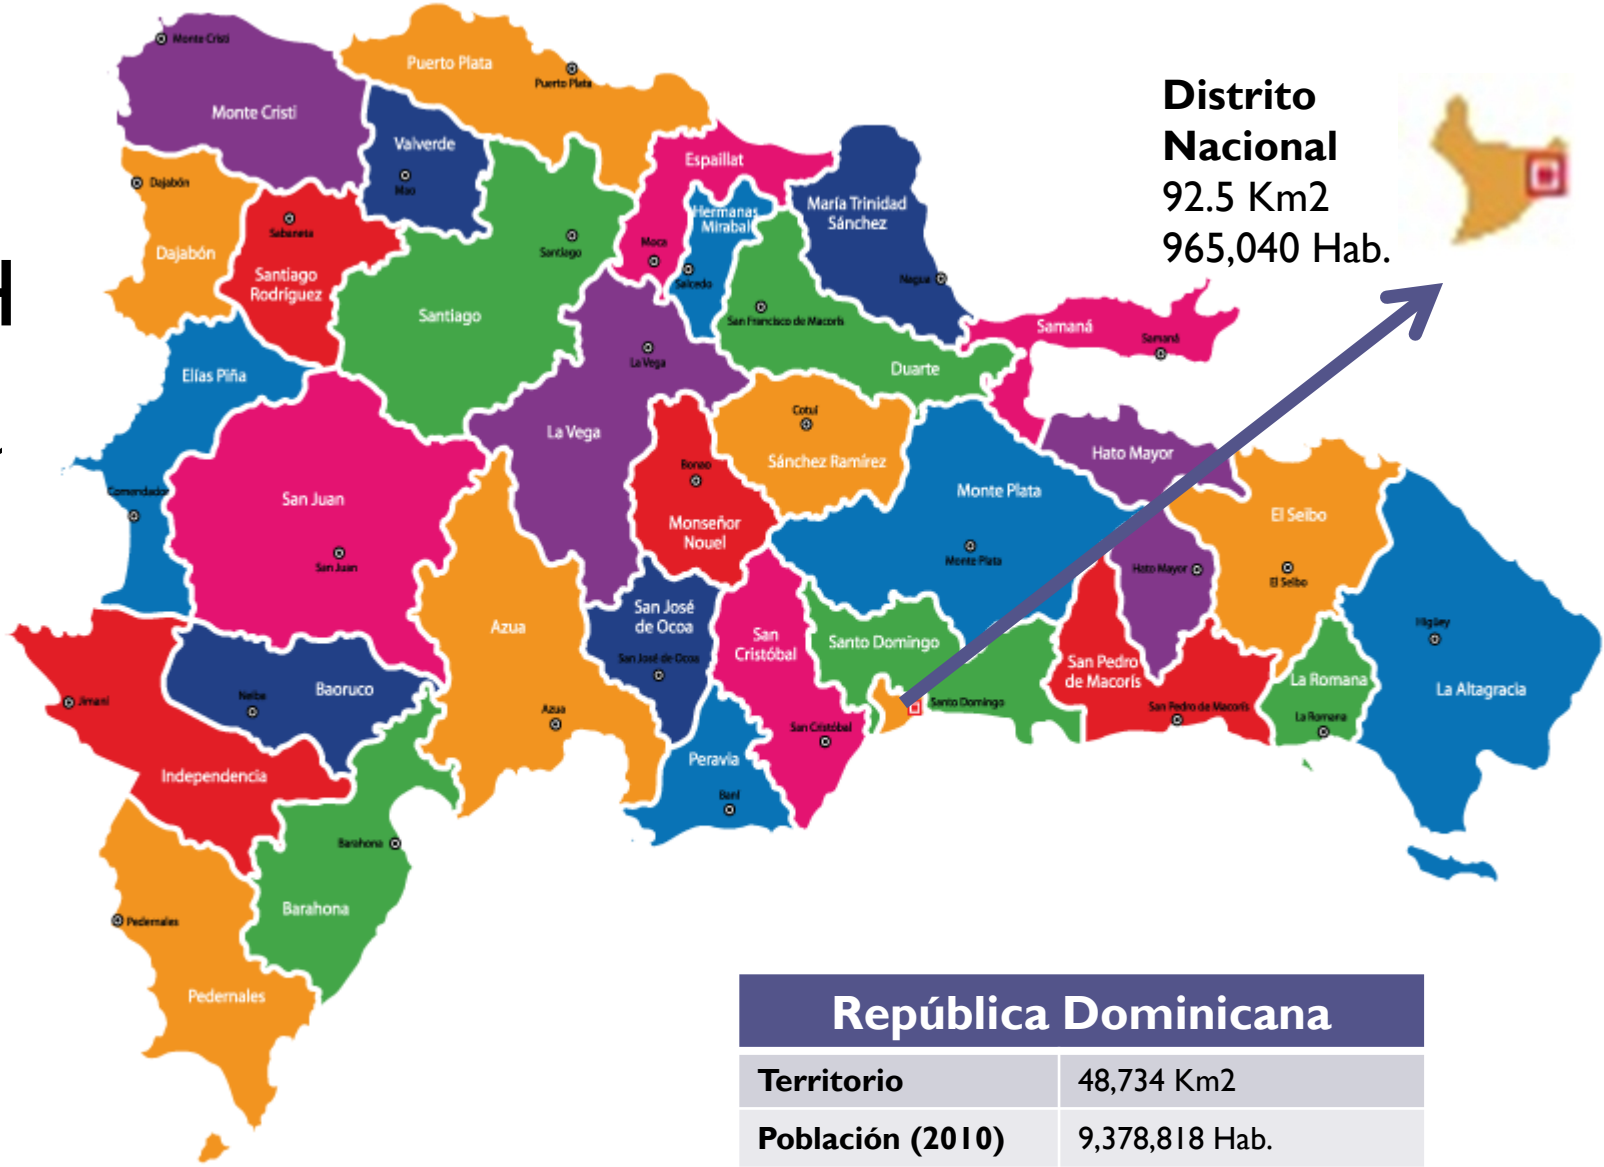 Monte Cristi
Puerto Plata
Puerto Plata
Monte Cristi
Distrito
Nacional
92.5 Km2
965,040 Hab.
Valverde
Mao
Espaillat
Dajabón
Dajabón
Sabaneta
Santiago
Rodríguez
Santiago
Santiago
Moca
Hermanas
Mirabal
Salcedo
María Trinidad
Sánchez
Nagua
San Francisco de Macorís
Duarte
Samaná
Samaná
Elías Piña
Comendador
La Vega
La Vega
Cotuí
Sánchez Ramírez
San Juan
San Juan
Bonao
Monseñor
Nouel
Monte Plata
Monte Plata
Hato Mayor
Hato Mayor
El Seibo
El Seibo
Higüey
La Altagracia
Azua
Azua
San José
de Ocoa
San José de Ocoa
San
Cristóbal
San Cristóbal
Santo Domingo
Santo Domingo
San Pedro
de Macorís
San Pedro de Macorís
La Romana
La Romana
Jimaní
Neiba
Baoruco
Independencia
Peravia
Baní
Barahona
Barahona
Pedernales
Pedernales
República Dominicana
Territorio 48,734 Km2
Población (2010) 9,378,818 Hab.